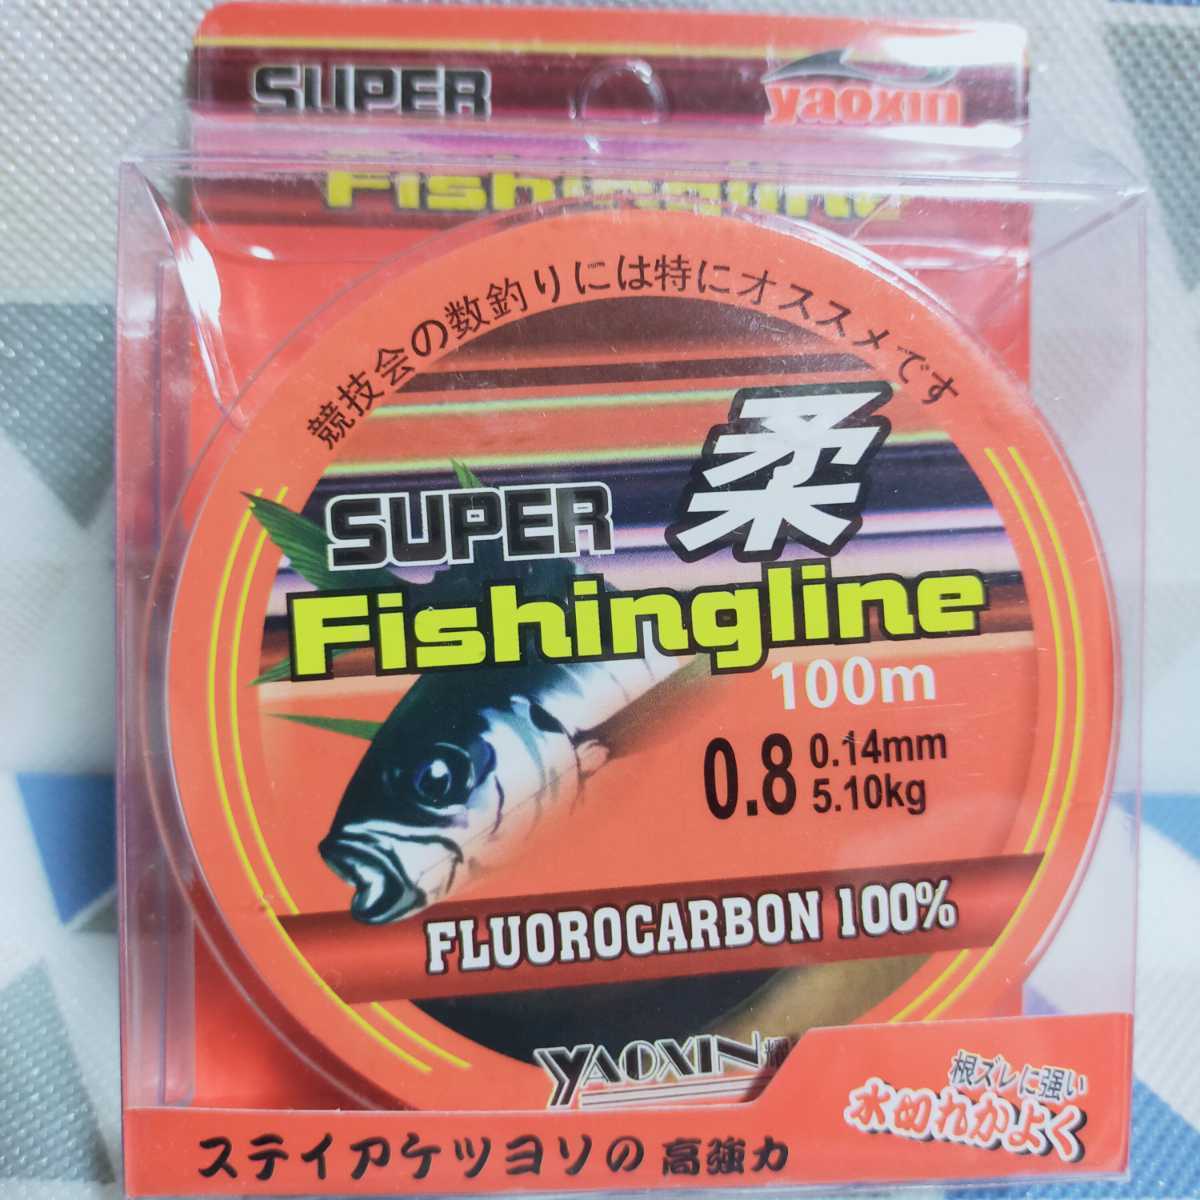 SUPER
yaoxin
Fishingline
競技会の数釣りには特にオススメです
柔
SUPER
Fishingline
100m
0.8
0.14mm
5.10kg
FLUOROCARBON 100%
YAOXIN
根ズレに強い
水切れかよく
ステイアケツヨソの 高強力